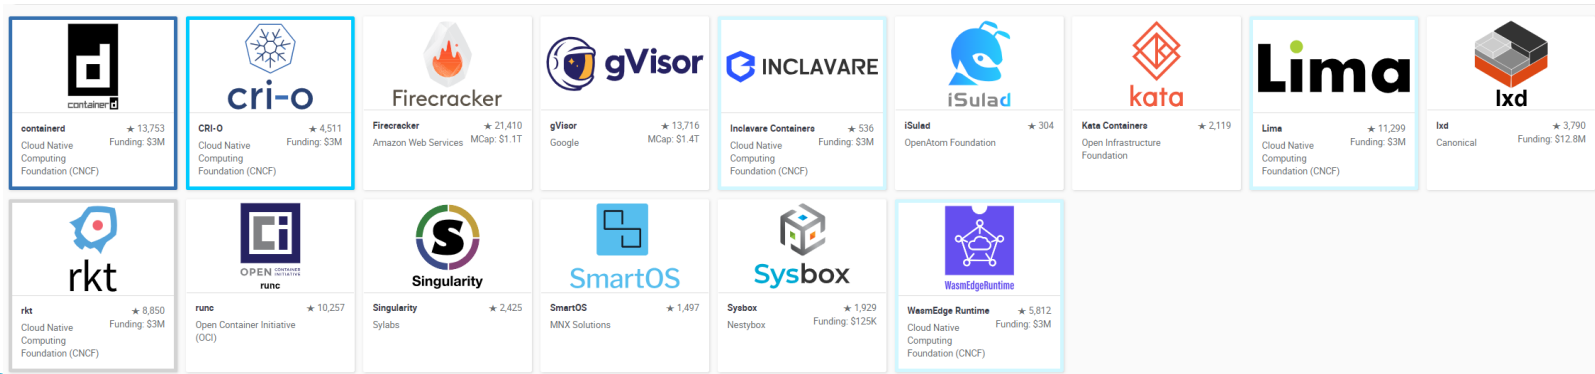 d
containerd
containerd ★ 13,753
Cloud Native Funding: $3M
Computing
Foundation (CNCF)
cri-o
CRI-O ★ 4,511
Cloud Native Funding: $3M
Computing
Foundation (CNCF)
Firecracker
Firecracker ★ 21,410
Amazon Web Services MCap: $1.1T
gVisor
gVisor ★ 13,716
Google MCap: $1.4T
INCLAVARE
Inclavare Containers ★ 536
Cloud Native Funding: $3M
Computing
Foundation (CNCF)
iSulad
iSulad ★ 304
OpenAtom Foundation
kata
Kata Containers ★ 2,119
Open Infrastructure
Foundation
Lima
Lima ★ 11,299
Cloud Native Funding: $3M
Computing
Foundation (CNCF)
lxd
lxd ★ 3,790
Canonical Funding: $12.8M
rkt
rkt ★ 8,850
Cloud Native Funding: $3M
Computing
Foundation (CNCF)
Ci
OPEN CONTAINER INITIATIVE
runc
runc ★ 10,257
Open Container Initiative
(OCI)
S
Singularity
Singularity ★ 2,425
Sylabs
SmartOS
SmartOS ★ 1,497
MNX Solutions
Sysbox
Sysbox ★ 1,929
Nestybox Funding: $125K
WasmEdgeRuntime
WasmEdge Runtime ★ 5,812
Cloud Native Funding: $3M
Computing
Foundation (CNCF)